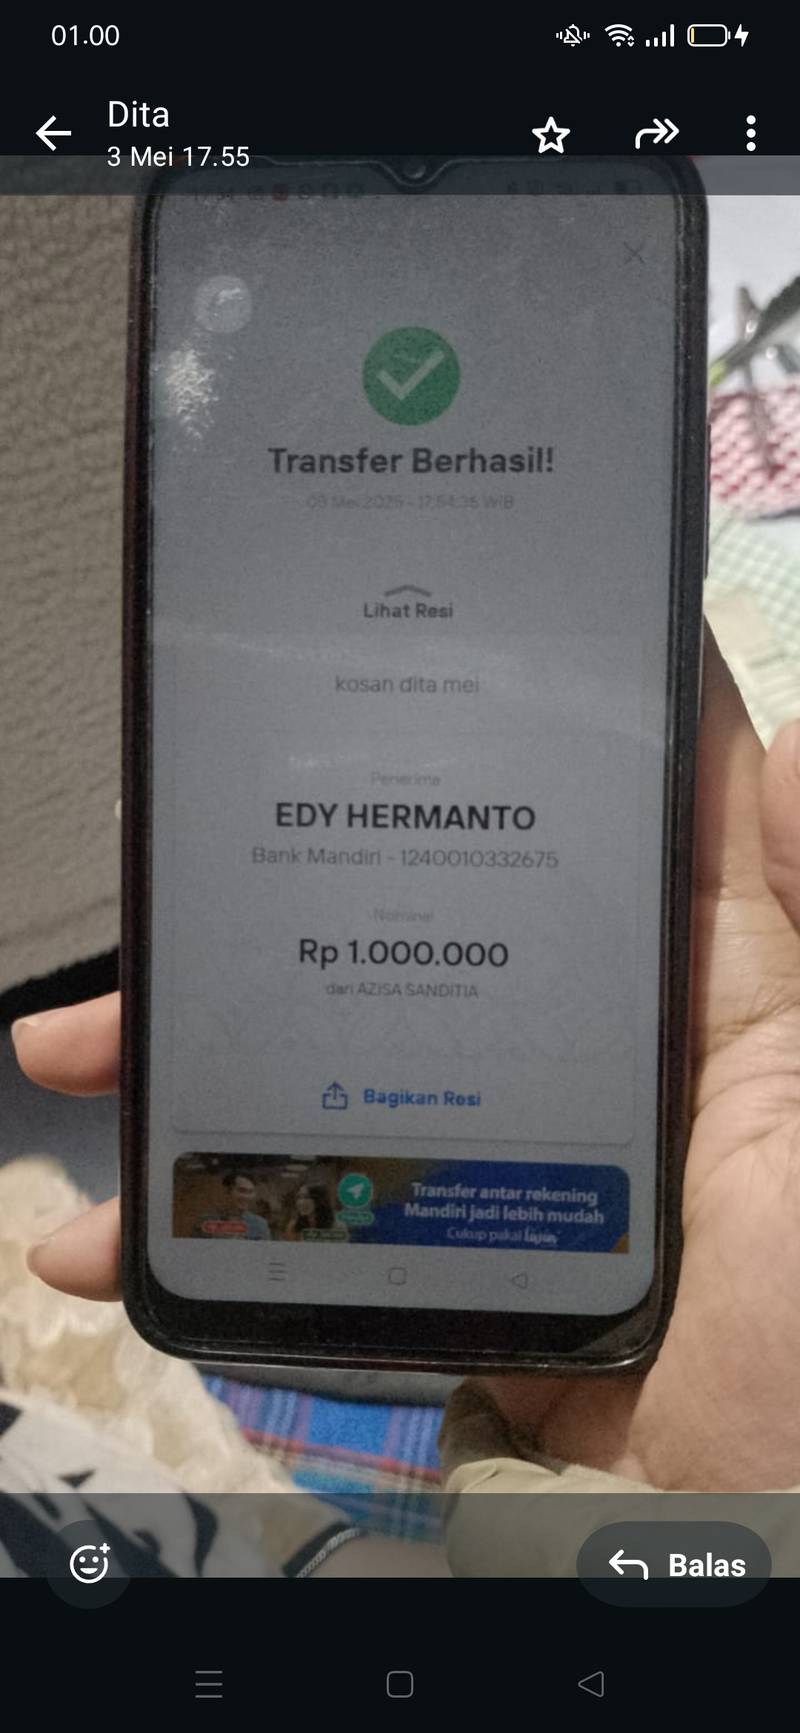 01.00
Dita
3 Mei 17.55
Transfer Berhasil!
03 Mei 2025 - 17:54:35 WIB
Lihat Resi
kosan dita mei
Penerima
EDY HERMANTO
Bank Mandiri - 1240010332675
Nominal
Rp 1.000.000
dari AZISA SANDITIA
Bagikan Resi
Transfer antar rekening
Mandiri jadi lebih mudah
Cukup pakai
Balas